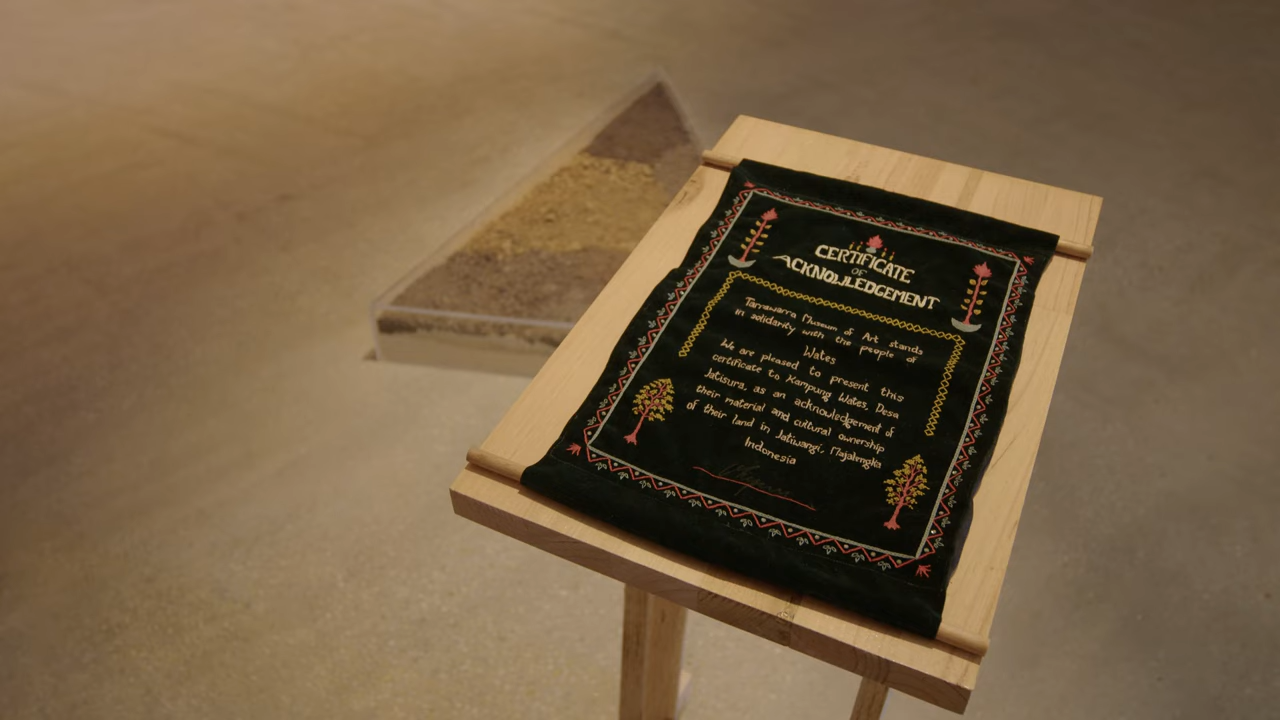 CERTIFICATE
OF
ACKNOWLEDGEMENT
Tarrawarra Museum of Art stands
in solidarity with the people of
Wates
We are pleased to present this
certificate to Kampung Wates, Desa
Jatisura, as an acknowledgement of
their material and cultural ownership
of their land in Jatiwangi, Majalengka
Indonesia